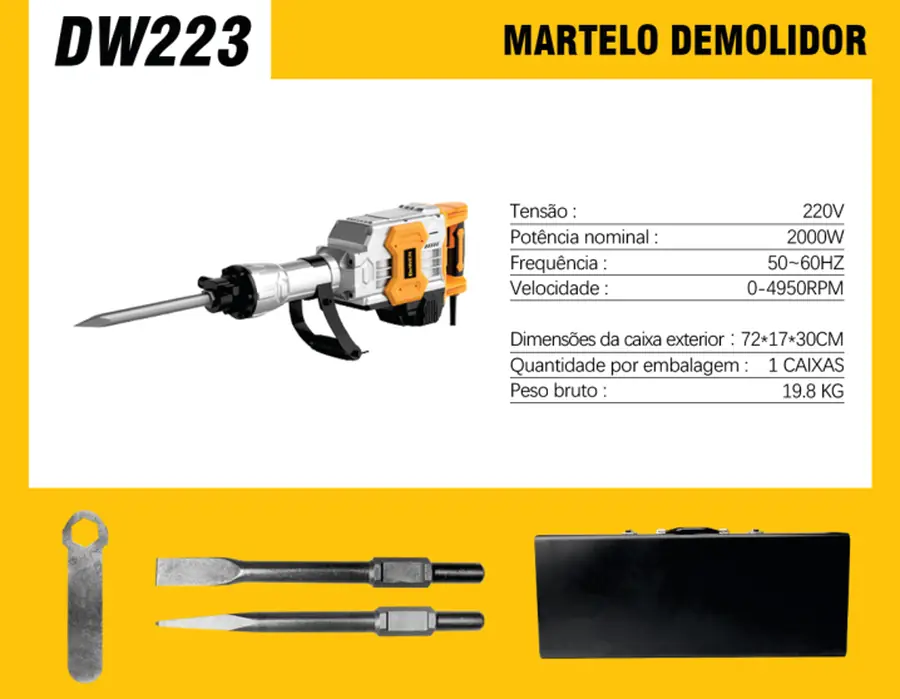 DW223
MARTELO DEMOLIDOR
Tensão : 220V
Potência nominal : 2000W
Frequência : 50~60HZ
Velocidade : 0-4950RPM
Dimensões da caixa exterior : 72*17*30CM
Quantidade por embalagem : 1 CAIXAS
Peso bruto : 19.8 KG